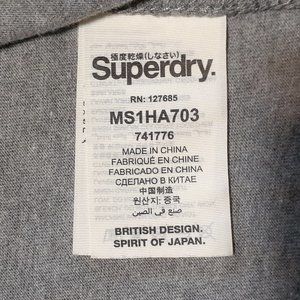 極度乾燥(しなさい)
Superdry.
RN: 127685
MS1HA703
741776
MADE IN CHINA
FABRIQUÉ EN CHINE
FABRICADO EN CHINA
СДЕЛАНО В КИТАЕ
中国制造
원산지: 중국
صنع في الصين
BRITISH DESIGN.
SPIRIT OF JAPAN.